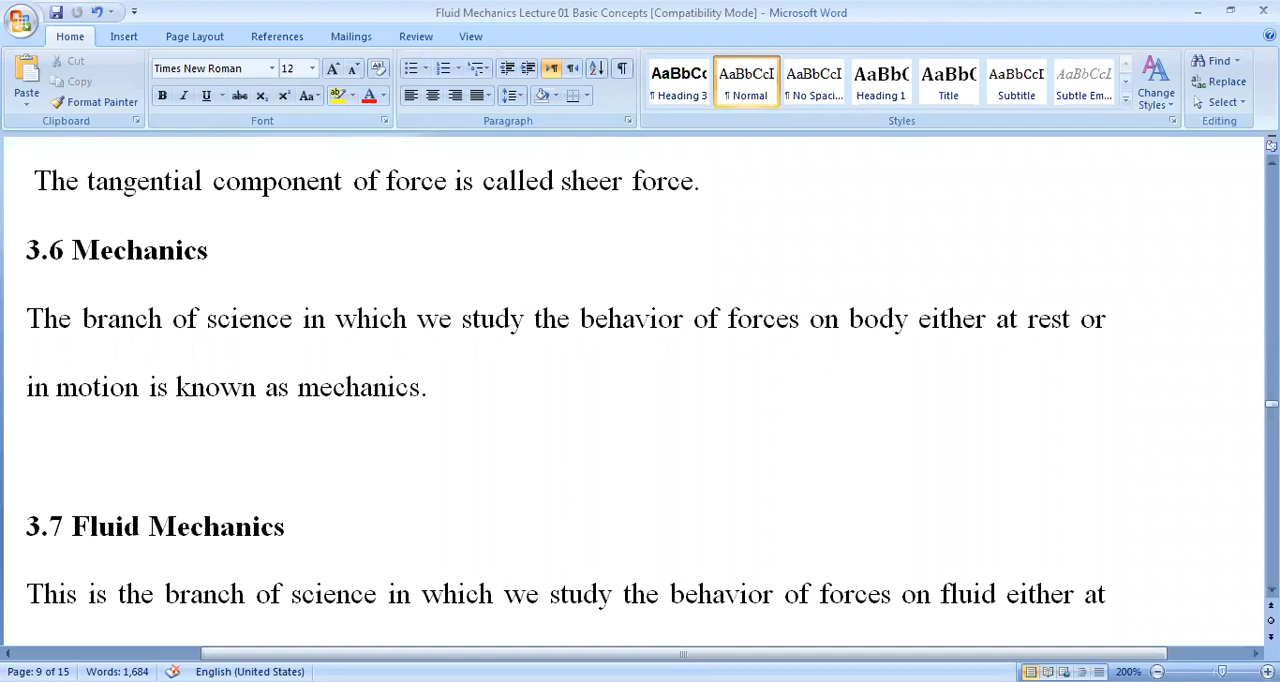 Fluid Mechanics Lecture 01 Basic Concepts [Compatibility Mode] - Microsoft Word
Home Insert Page Layout References Mailings Review View
Paste
Cut
Copy
Format Painter
Clipboard
Times New Roman 12
Font
Paragraph
AaBbCc AaBbCcI AaBbCcI AaBb( AaBb( AaBbCcI AaBbCcI
¶ Heading 3 ¶ Normal ¶ No Spaci... Heading 1 Title Subtitle Subtle Em...
Change Styles
Styles
Find
Replace
Select
Editing
The tangential component of force is called sheer force.
3.6 Mechanics
The branch of science in which we study the behavior of forces on body either at rest or
in motion is known as mechanics.
3.7 Fluid Mechanics
This is the branch of science in which we study the behavior of forces on fluid either at
Page: 9 of 15 Words: 1,684 English (United States) 200%